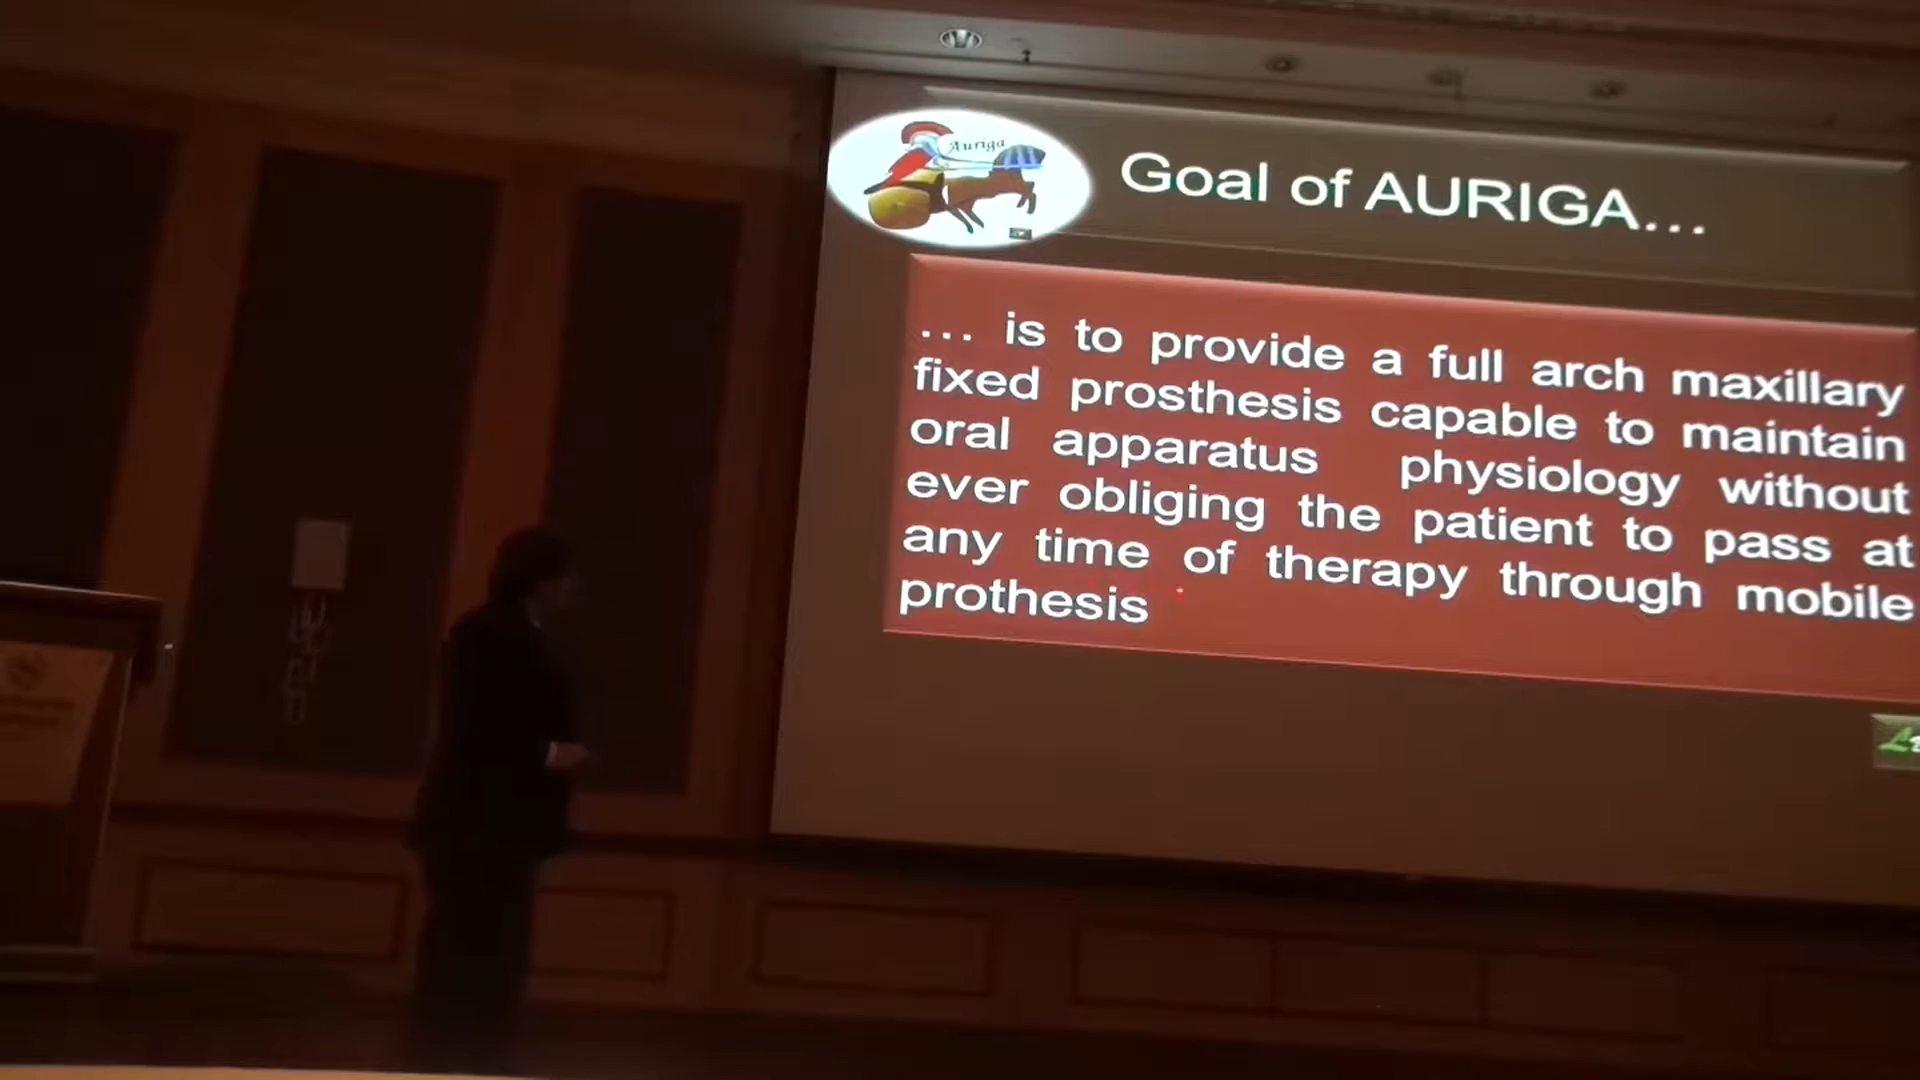 Auriga
Goal of AURIGA...
... is to provide a full arch maxillary
fixed prosthesis capable to maintain
oral apparatus physiology without
ever obliging the patient to pass at
any time of therapy through mobile
prothesis